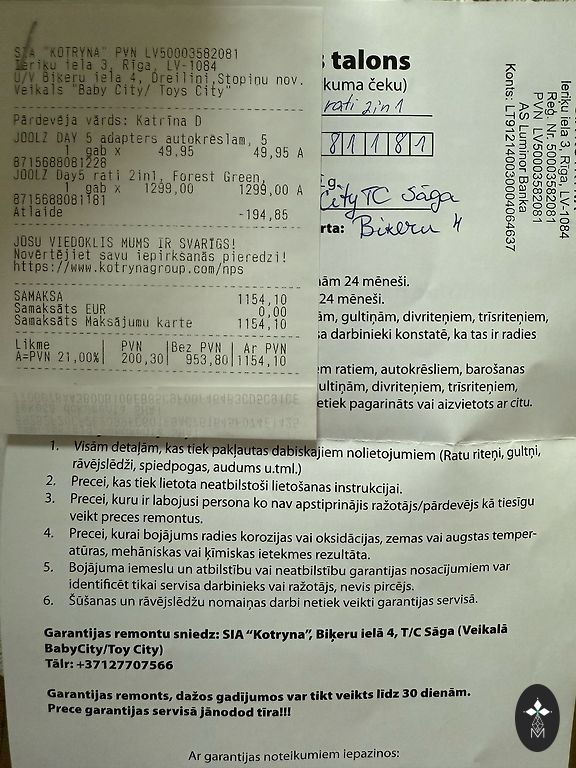 SIA "KOTRYNA" PVN LV50003582081
Ieriķu iela 3, Rīga, LV-1084
U/V Biķeru iela 4, Dreiliņi,Stopiņu nov.
Veikals "Baby City/ Toys City"
Pārdevēja vārds: Katrīna D
JOOLZ DAY 5 adapters autokrēslam, 5
1 gab x 49,95 49,95 A
8715688081228
JOOLZ Day5 rati 2in1, Forest Green,
1 gab x 1299,00 1299,00 A
8715688081181
Atlaide -194,85
JŪSU VIEDOKLIS MUMS IR SVARĪGS!
Novērtējiet savu iepirkšanās pieredzi!
https://www.kotrynagroup.com/nps
SAMAKSA 1154,10
Samaksāts EUR 0,00
Samaksāts Maksājumu karte 1154,10
Likme PVN Bez PVN Ar PVN
A=PVN 21,00% 200,30 953,80 1154,10
s talons
kuma čeku)
rati 2in1
81181
City TC Sāga
rta: Biķeru 4
Ieriķu iela 3, Rīga, LV-1084
Reģ. Nr. 50003582081
PVN LV50003582081
AS Luminor Banka
Konts: LT912140030004064637
nām 24 mēneši.
24 mēneši.
ām, gultiņām, divriteņiem, trīsriteņiem,
sa darbinieki konstatē, ka tas ir radies
em ratiem, autokrēsliem, barošanas
ultiņām, divriteņiem, trīsriteņiem,
etiek pagarināts vai aizvietots ar citu.
1. Visām detaļām, kas tiek pakļautas dabiskajiem nolietojumiem (Ratu riteņi, gultņi,
rāvējslēdži, spiedpogas, audums u.tml.)
2. Precei, kas tiek lietota neatbilstoši lietošanas instrukcijai.
3. Precei, kuru ir labojusi persona ko nav apstiprinājis ražotājs/pārdevējs kā tiesīgu
veikt preces remontus.
4. Precei, kurai bojājums radies korozijas vai oksidācijas, zemas vai augstas temper-
atūras, mehāniskas vai ķīmiskas ietekmes rezultāta.
5. Bojājuma iemeslu un atbilstību vai neatbilstību garantijas nosacījumiem var
identificēt tikai servisa darbinieks vai ražotājs, nevis pircējs.
6. Šūšanas un rāvējslēdžu nomaiņas darbi netiek veikti garantijas servisā.
Garantijas remontu sniedz: SIA "Kotryna", Biķeru ielā 4, T/C Sāga (Veikalā
BabyCity/Toy City)
Tālr: +37127707566
Garantijas remonts, dažos gadījumos var tikt veikts līdz 30 dienām.
Prece garantijas servisā jānodod tīra!!!
Ar garantijas noteikumiem iepazinos:
M